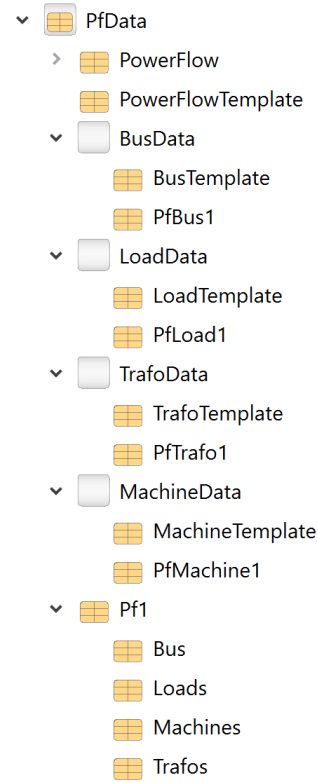 PfData
PowerFlow
PowerFlowTemplate
BusData
BusTemplate
PfBus1
LoadData
LoadTemplate
PfLoad1
TrafoData
TrafoTemplate
PfTrafo1
MachineData
MachineTemplate
PfMachine1
Pf1
Bus
Loads
Machines
Trafos